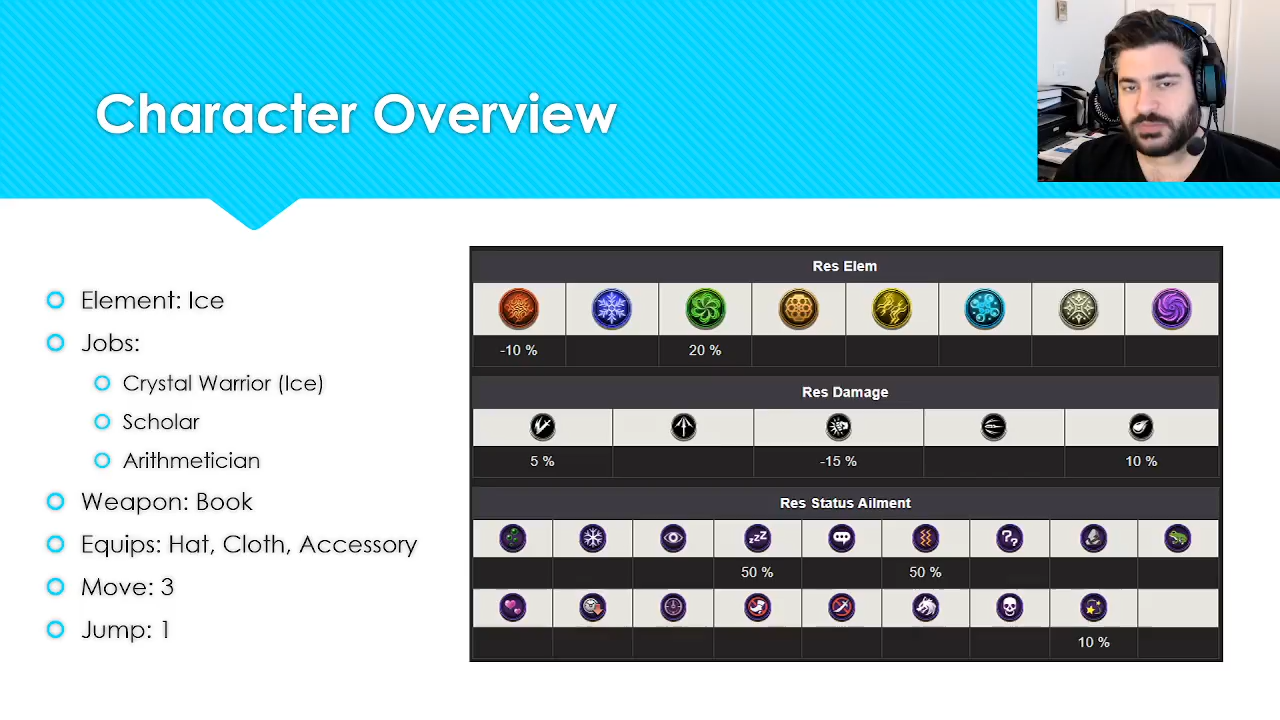 Character Overview
Element: Ice
Jobs:
Crystal Warrior (Ice)
Scholar
Arithmetician
Weapon: Book
Equips: Hat, Cloth, Accessory
Move: 3
Jump: 1
Res Elem
-10 % 20 %
Res Damage
5 % -15 % 10 %
Res Status Ailment
50 % 50 %
10 %